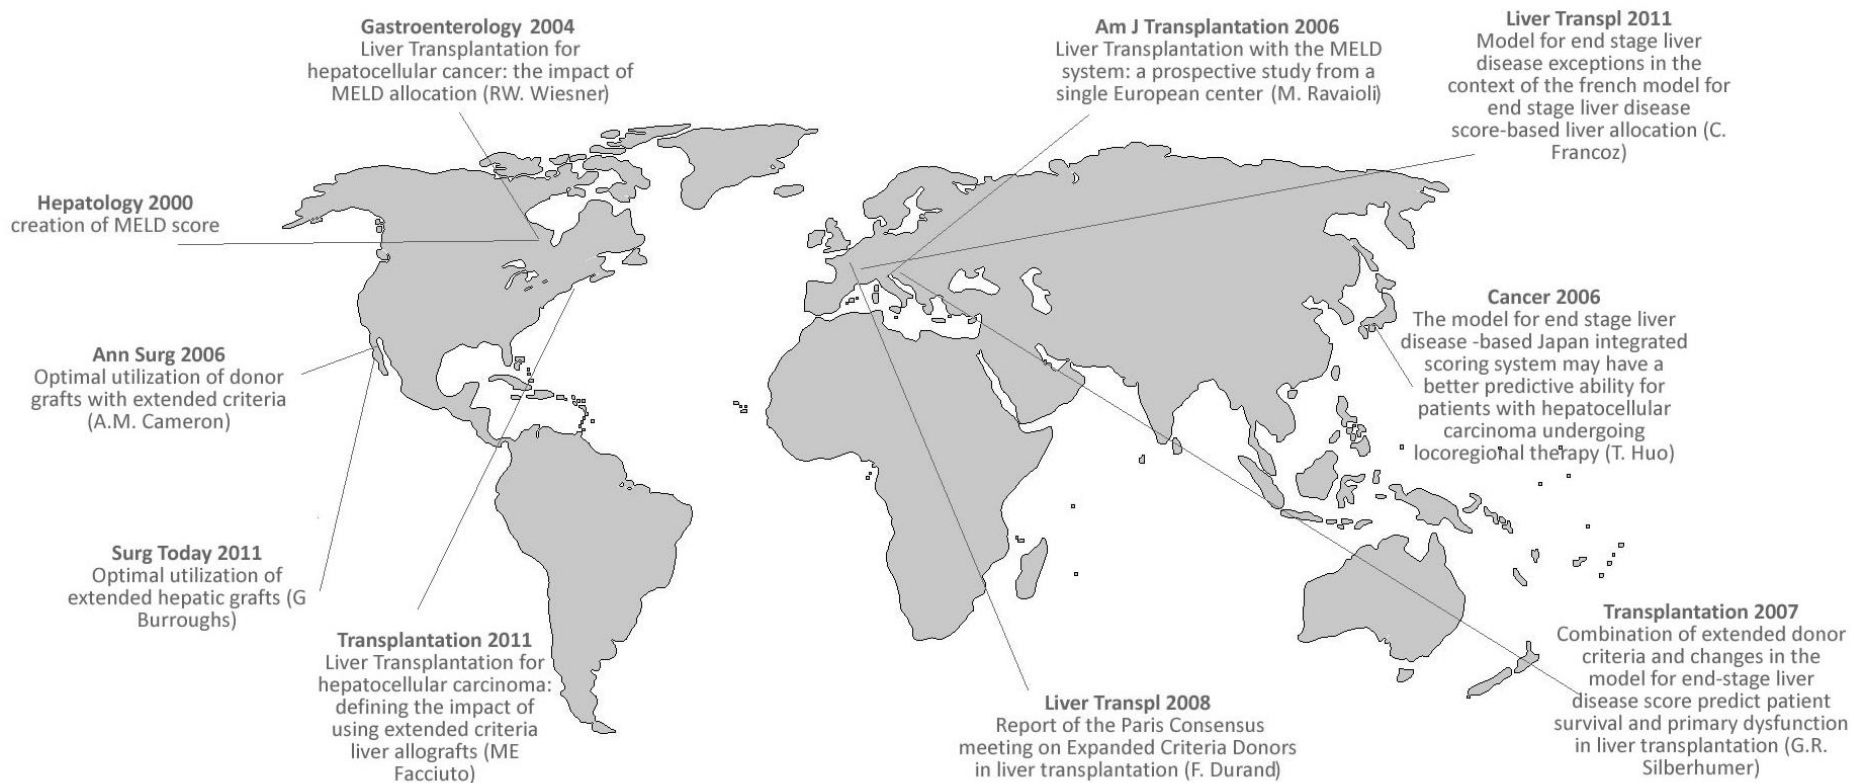 Gastroenterology 2004
Liver Transplantation for
hepatocellular cancer: the impact of
MELD allocation (RW. Wiesner)
Am J Transplantation 2006
Liver Transplantation with the MELD
system: a prospective study from a
single European center (M. Ravaioli)
Liver Transpl 2011
Model for end stage liver
disease exceptions in the
context of the french model for
end stage liver disease
score-based liver allocation (C.
Francoz)
Hepatology 2000
creation of MELD score
Cancer 2006
The model for end stage liver
disease -based Japan integrated
scoring system may have a
better predictive ability for
patients with hepatocellular
carcinoma undergoing
locoregional therapy (T. Huo)
Ann Surg 2006
Optimal utilization of donor
grafts with extended criteria
(A.M. Cameron)
Surg Today 2011
Optimal utilization of
extended hepatic grafts (G
Burroughs)
Transplantation 2011
Liver Transplantation for
hepatocellular carcinoma:
defining the impact of
using extended criteria
liver allografts (ME
Facciuto)
Liver Transpl 2008
Report of the Paris Consensus
meeting on Expanded Criteria Donors
in liver transplantation (F. Durand)
Transplantation 2007
Combination of extended donor
criteria and changes in the
model for end-stage liver
disease score predict patient
survival and primary dysfunction
in liver transplantation (G.R.
Silberhumer)